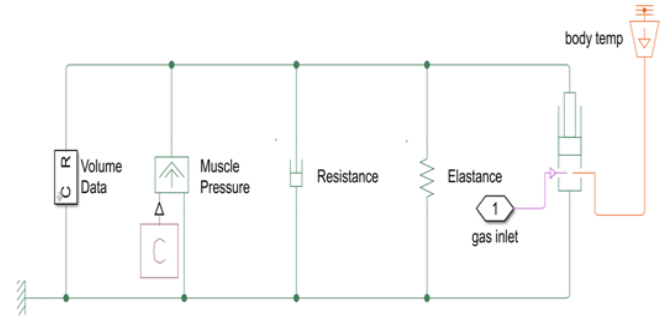 body temp
R
C
Volume
Data
Muscle
Pressure
C
Resistance
Elastance
1
gas inlet